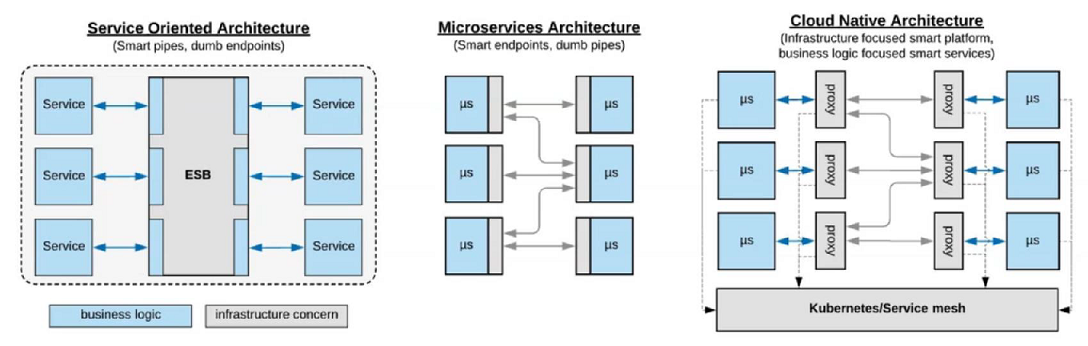 Service Oriented Architecture
(Smart pipes, dumb endpoints)
Service
Service
Service
ESB
Service
Service
Service
business logic
infrastructure concern
Microservices Architecture
(Smart endpoints, dumb pipes)
µs
µs
µs
µs
µs
µs
Cloud Native Architecture
(Infrastructure focused smart platform,
business logic focused smart services)
µs
proxy
proxy
µs
µs
proxy
proxy
µs
µs
proxy
proxy
µs
Kubernetes/Service mesh